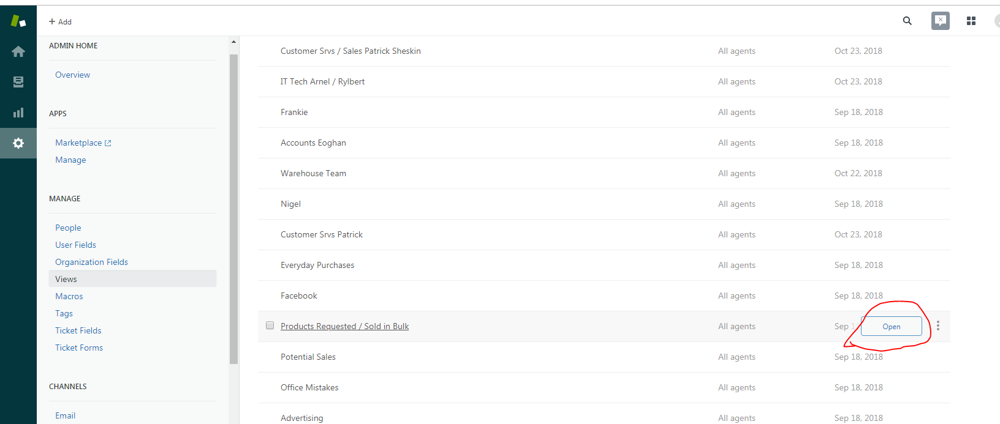 + Add
ADMIN HOME
Overview
APPS
Marketplace
Manage
MANAGE
People
User Fields
Organization Fields
Views
Macros
Tags
Ticket Fields
Ticket Forms
CHANNELS
Email
Customer Srvs / Sales Patrick Sheskin All agents Oct 23, 2018
IT Tech Arnel / Rylbert All agents Oct 23, 2018
Frankie All agents Sep 18, 2018
Accounts Eoghan All agents Sep 18, 2018
Warehouse Team All agents Oct 22, 2018
Nigel All agents Sep 18, 2018
Customer Srvs Patrick All agents Oct 23, 2018
Everyday Purchases All agents Sep 18, 2018
Facebook All agents Sep 18, 2018
Products Requested / Sold in Bulk All agents Sep Open
Potential Sales All agents Sep 18, 2018
Office Mistakes All agents Sep 18, 2018
Advertising All agents Sep 18, 2018